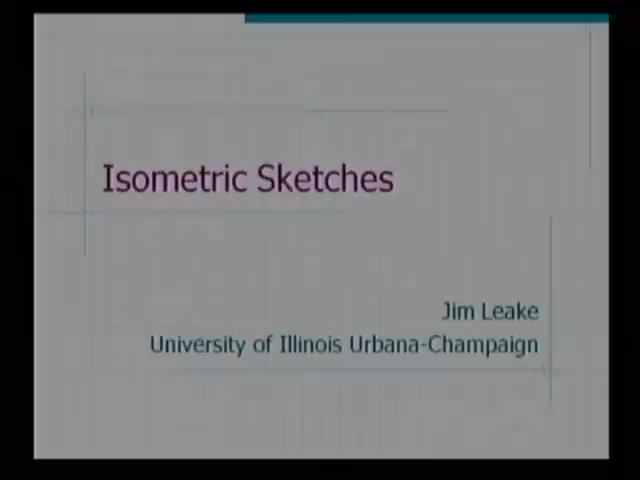 Isometric Sketches
Jim Leake
University of Illinois Urbana-Champaign